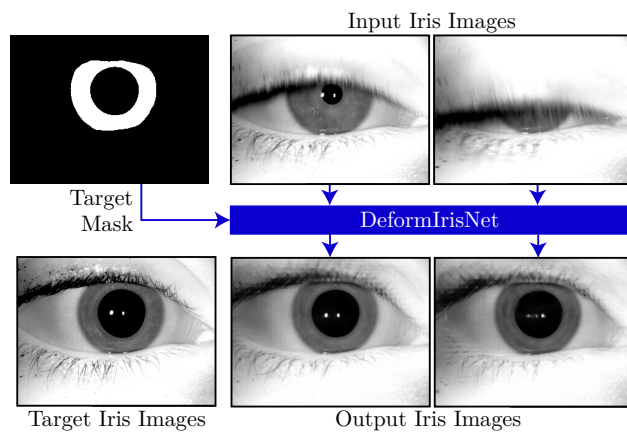 Input Iris Images
Target
Mask
DeformIrisNet
Target Iris Images
Output Iris Images